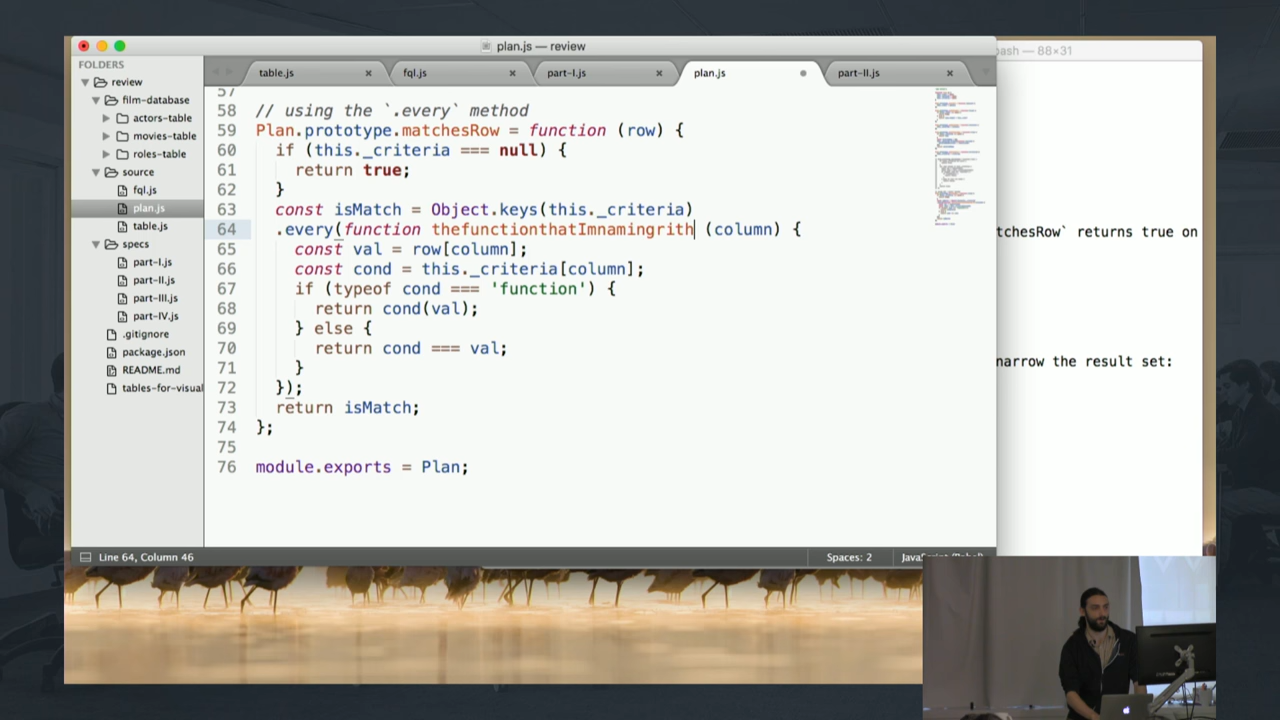 plan.js — review
bash — 88×31
FOLDERS
review
film-database
actors-table
movies-table
roles-table
source
fql.js
plan.js
table.js
specs
part-I.js
part-II.js
part-III.js
part-IV.js
.gitignore
package.json
README.md
tables-for-visual
table.js
fql.js
part-I.js
plan.js
part-II.js
57
58 // using the `.every` method
59 Plan.prototype.matchesRow = function (row) {
60 if (this._criteria === null) {
61 return true;
62 }
63 const isMatch = Object.keys(this._criteria)
64 .every(function thefunctionthatImnamingrith (column) {
65 const val = row[column];
66 const cond = this._criteria[column];
67 if (typeof cond === 'function') {
68 return cond(val);
69 } else {
70 return cond === val;
71 }
72 });
73 return isMatch;
74 };
75
76 module.exports = Plan;
tchesRow` returns true on
narrow the result set:
Line 64, Column 46
Spaces: 2